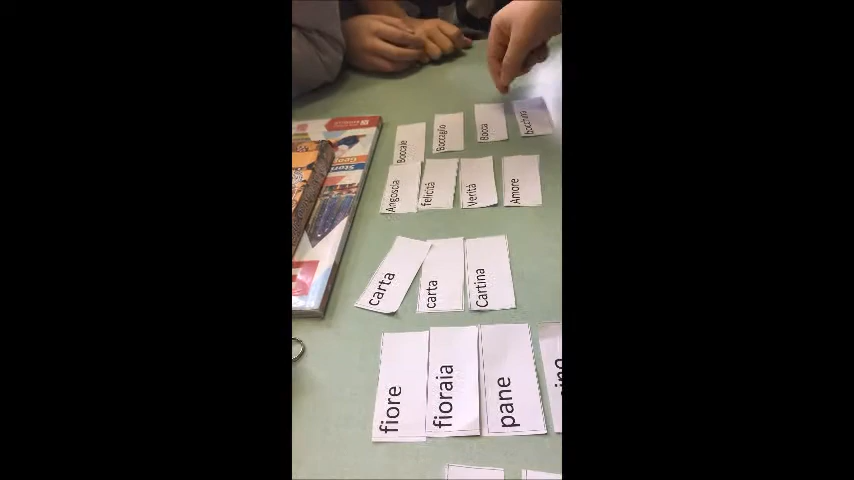 Boccale
Boccaglio
Bocca
bocchino
Angoscia
felicità
Verità
Amore
carta
carta
Cartina
fiore
fioraia
pane